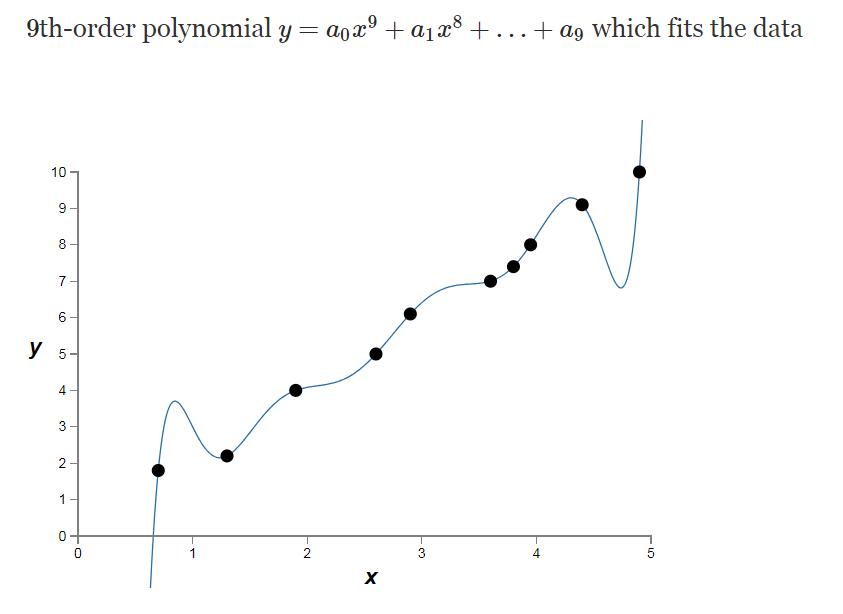 9th-order polynomial y = a₀x⁹ + a₁x⁸ + … + a₉ which fits the data
10
9
8
7
6
5
4
3
2
1
0
y
0 1 2 3 4 5
x